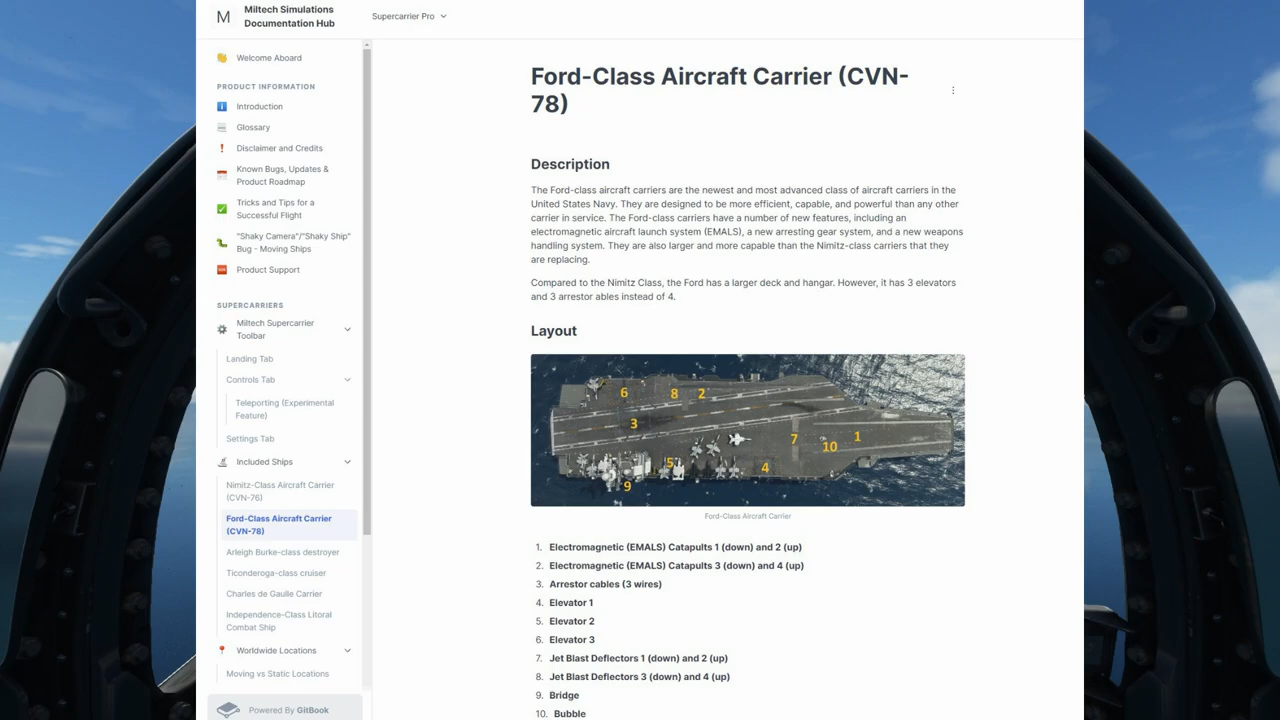 M
Miltech Simulations
Documentation Hub
Supercarrier Pro
Welcome Aboard
PRODUCT INFORMATION
Introduction
Glossary
Disclaimer and Credits
Known Bugs, Updates &
Product Roadmap
Tricks and Tips for a
Successful Flight
"Shaky Camera"/"Shaky Ship"
Bug - Moving Ships
Product Support
SUPERCARRIERS
Miltech Supercarrier
Toolbar
Landing Tab
Controls Tab
Teleporting (Experimental
Feature)
Settings Tab
Included Ships
Nimitz-Class Aircraft Carrier
(CVN-76)
Ford-Class Aircraft Carrier
(CVN-78)
Arleigh Burke-class destroyer
Ticonderoga-class cruiser
Charles de Gaulle Carrier
Independence-Class Litoral
Combat Ship
Worldwide Locations
Moving vs Static Locations
Powered By GitBook
Ford-Class Aircraft Carrier (CVN-
78)
Description
The Ford-class aircraft carriers are the newest and most advanced class of aircraft carriers in the
United States Navy. They are designed to be more efficient, capable, and powerful than any other
carrier in service. The Ford-class carriers have a number of new features, including an
electromagnetic aircraft launch system (EMALS), a new arresting gear system, and a new weapons
handling system. They are also larger and more capable than the Nimitz-class carriers that they
are replacing.
Compared to the Nimitz Class, the Ford has a larger deck and hangar. However, it has 3 elevators
and 3 arrestor ables instead of 4.
Layout
6 8 2
3
7 10 1
5 4
9
Ford-Class Aircraft Carrier
1. Electromagnetic (EMALS) Catapults 1 (down) and 2 (up)
2. Electromagnetic (EMALS) Catapults 3 (down) and 4 (up)
3. Arrestor cables (3 wires)
4. Elevator 1
5. Elevator 2
6. Elevator 3
7. Jet Blast Deflectors 1 (down) and 2 (up)
8. Jet Blast Deflectors 3 (down) and 4 (up)
9. Bridge
10. Bubble